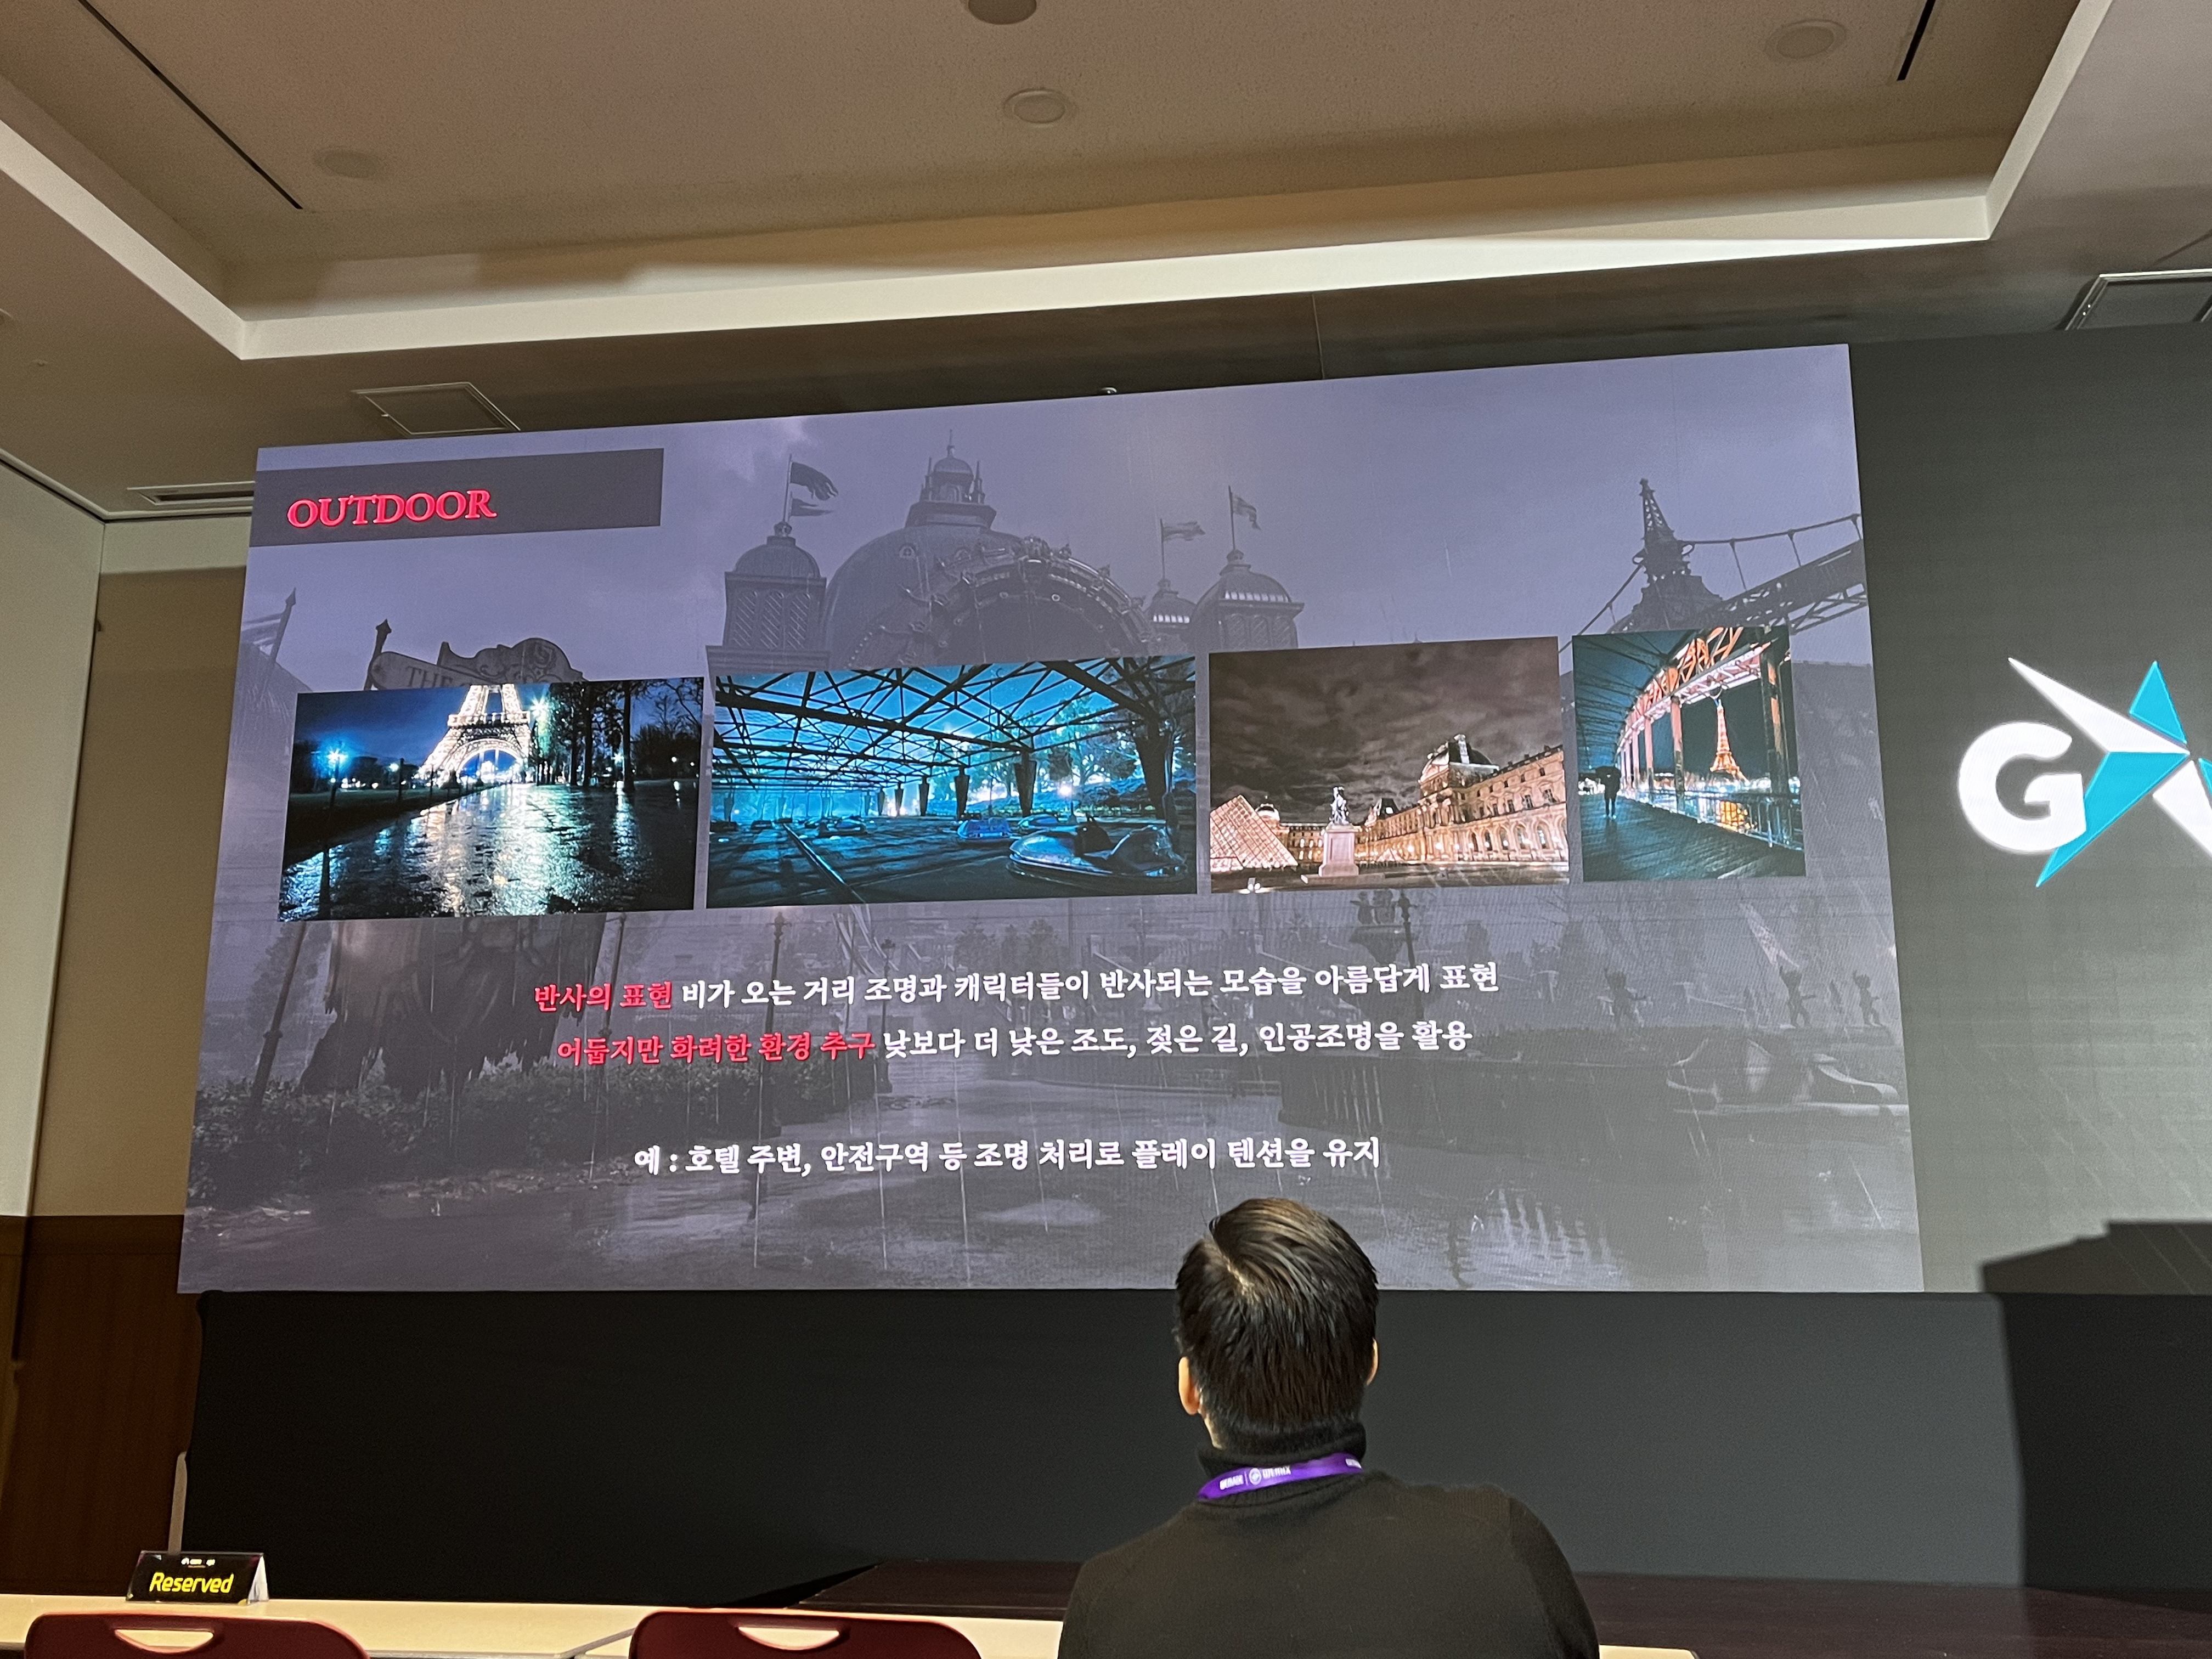 OUTDOOR
THE
반사의 표현 비가 오는 거리 조명과 캐릭터들이 반사되는 모습을 아름답게 표현
어둡지만 화려한 환경 추구 낮보다 더 낮은 조도, 젖은 길, 인공조명을 활용
예 : 호텔 주변, 안전구역 등 조명 처리로 플레이 텐션을 유지
G
Reserved